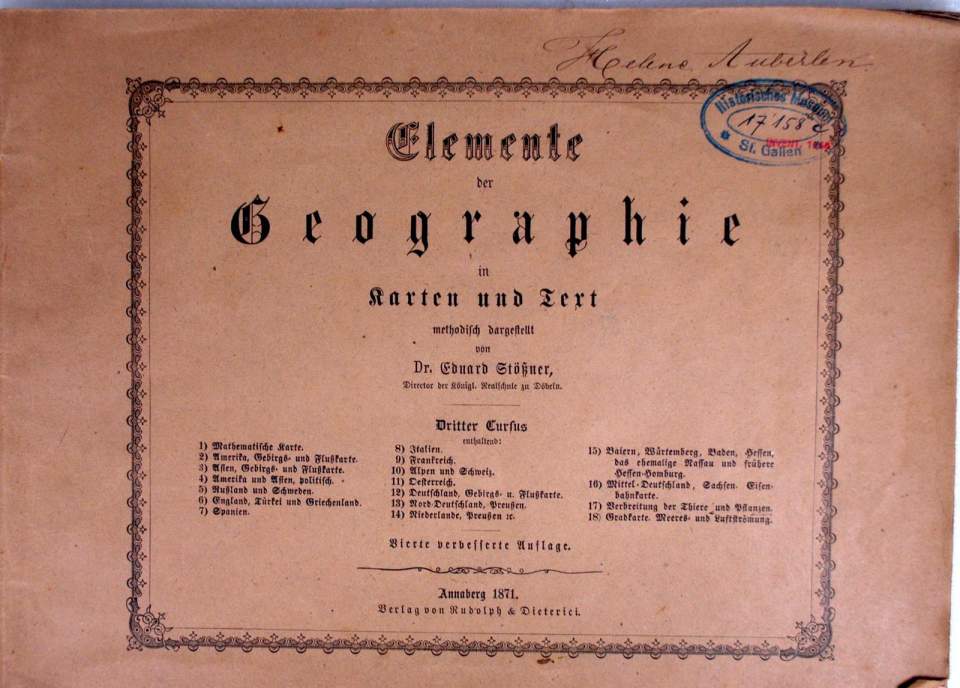 Helene Auberlen.
Historisches Museum
17'158 c
St. Gallen
Elemente
der
Geographie
in
Karten und Text
methodisch dargestellt
von
Dr. Eduard Stößner,
Director der Königl. Realschule zu Döbeln.
Dritter Cursus
enthaltend:
1) Mathematische Karte.
2) Amerika, Gebirgs- und Flußkarte.
3) Asien, Gebirgs- und Flußkarte.
4) Amerika und Asien, politisch.
5) Rußland und Schweden.
6) England, Türkei und Griechenland.
7) Spanien.
8) Italien.
9) Frankreich.
10) Alpen und Schweiz.
11) Oesterreich.
12) Deutschland, Gebirgs- u. Flußkarte.
13) Nord-Deutschland, Preußen.
14) Niederlande, Preußen ꝛc.
15) Baiern, Würtemberg, Baden, Hessen,
das ehemalige Nassau und frühere
Hessen-Homburg.
16) Mittel-Deutschland, Sachsen. Eisen-
bahnkarte.
17) Verbreitung der Thiere und Pflanzen.
18) Gradkarte. Meeres- und Luftströmung.
Vierte verbesserte Auflage.
Annaberg 1871.
Verlag von Rudolph & Dieterici.